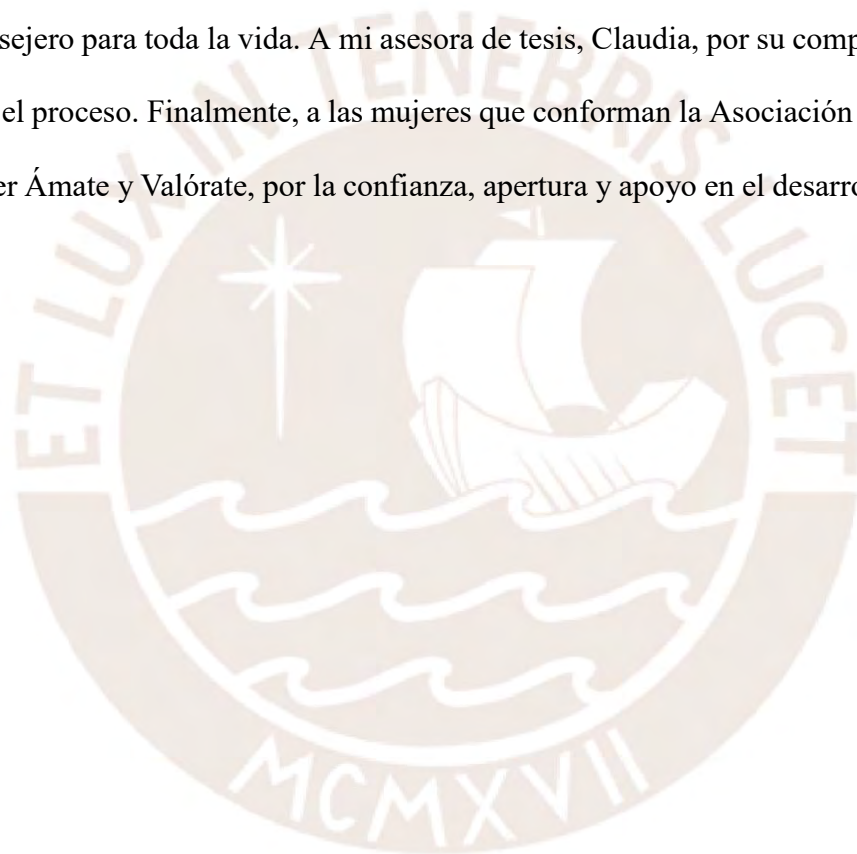 sejero para toda la vida. A mi asesora de tesis, Claudia, por su comp
el proceso. Finalmente, a las mujeres que conforman la Asociación
er Ámate y Valórate, por la confianza, apertura y apoyo en el desarro
ET LUX IN TENEBRIS LUCET
MCMXVII